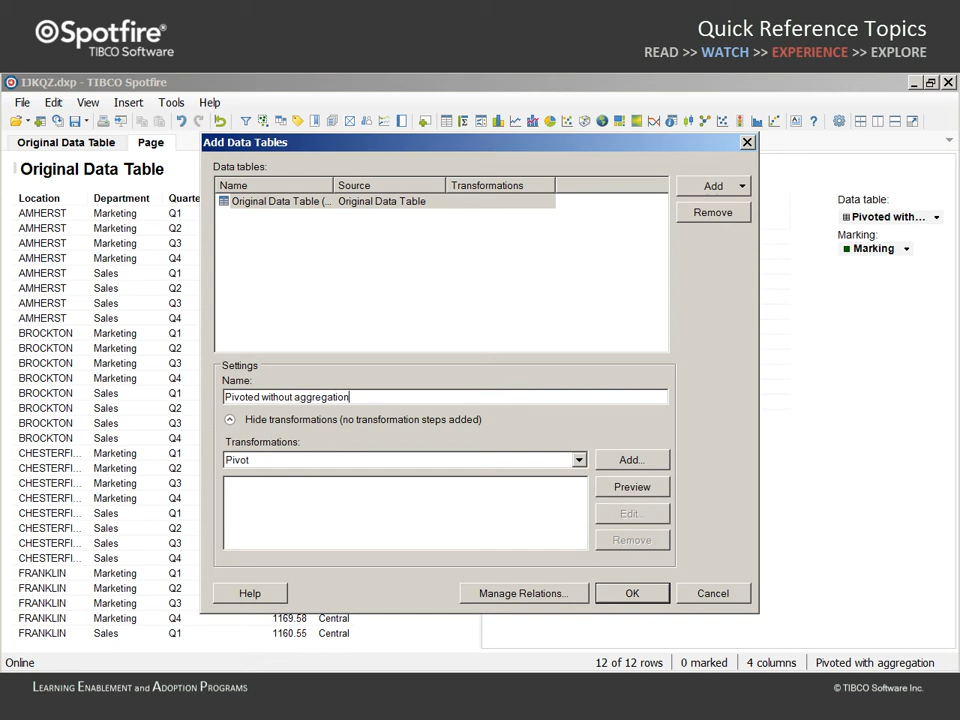 Spotfire®
TIBCO Software
Quick Reference Topics
READ >> WATCH >> EXPERIENCE >> EXPLORE
IJKQZ.dxp - TIBCO Spotfire
File Edit View Insert Tools Help
Original Data Table Page
Original Data Table
Location Department Quarte
AMHERST Marketing Q1
AMHERST Marketing Q2
AMHERST Marketing Q3
AMHERST Marketing Q4
AMHERST Sales Q1
AMHERST Sales Q2
AMHERST Sales Q3
AMHERST Sales Q4
BROCKTON Marketing Q1
BROCKTON Marketing Q2
BROCKTON Marketing Q3
BROCKTON Marketing Q4
BROCKTON Sales Q1
BROCKTON Sales Q2
BROCKTON Sales Q3
BROCKTON Sales Q4
CHESTERFI... Marketing Q1
CHESTERFI... Marketing Q2
CHESTERFI... Marketing Q3
CHESTERFI... Marketing Q4
CHESTERFI... Sales Q1
CHESTERFI... Sales Q2
CHESTERFI... Sales Q3
CHESTERFI... Sales Q4
FRANKLIN Marketing Q1
FRANKLIN Marketing Q2
FRANKLIN Marketing Q3
FRANKLIN Marketing Q4 1169.58 Central
FRANKLIN Sales Q1 1160.55 Central
Add Data Tables
Data tables:
Name Source Transformations
Original Data Table (... Original Data Table
Add
Remove
Settings
Name:
Pivoted without aggregation
Hide transformations (no transformation steps added)
Transformations:
Pivot
Add...
Preview
Edit...
Remove
Help
Manage Relations...
OK
Cancel
Data table:
Pivoted with...
Marking:
Marking
Online
12 of 12 rows 0 marked 4 columns Pivoted with aggregation
LEARNING ENABLEMENT AND ADOPTION PROGRAMS
© TIBCO Software Inc.